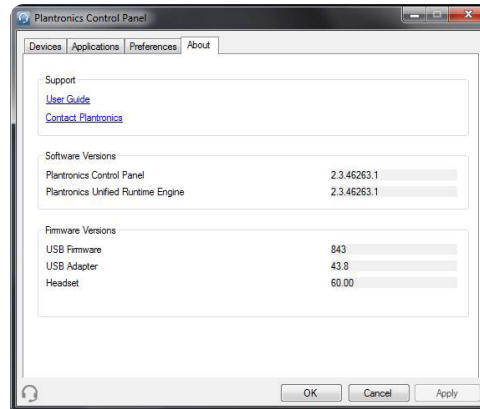 Plantronics Control Panel
Devices Applications Preferences About
Support
User Guide
Contact Plantronics
Software Versions
Plantronics Control Panel 2.3.46263.1
Plantronics Unified Runtime Engine 2.3.46263.1
Firmware Versions
USB Firmware 843
USB Adapter 43.8
Headset 60.00
OK Cancel Apply